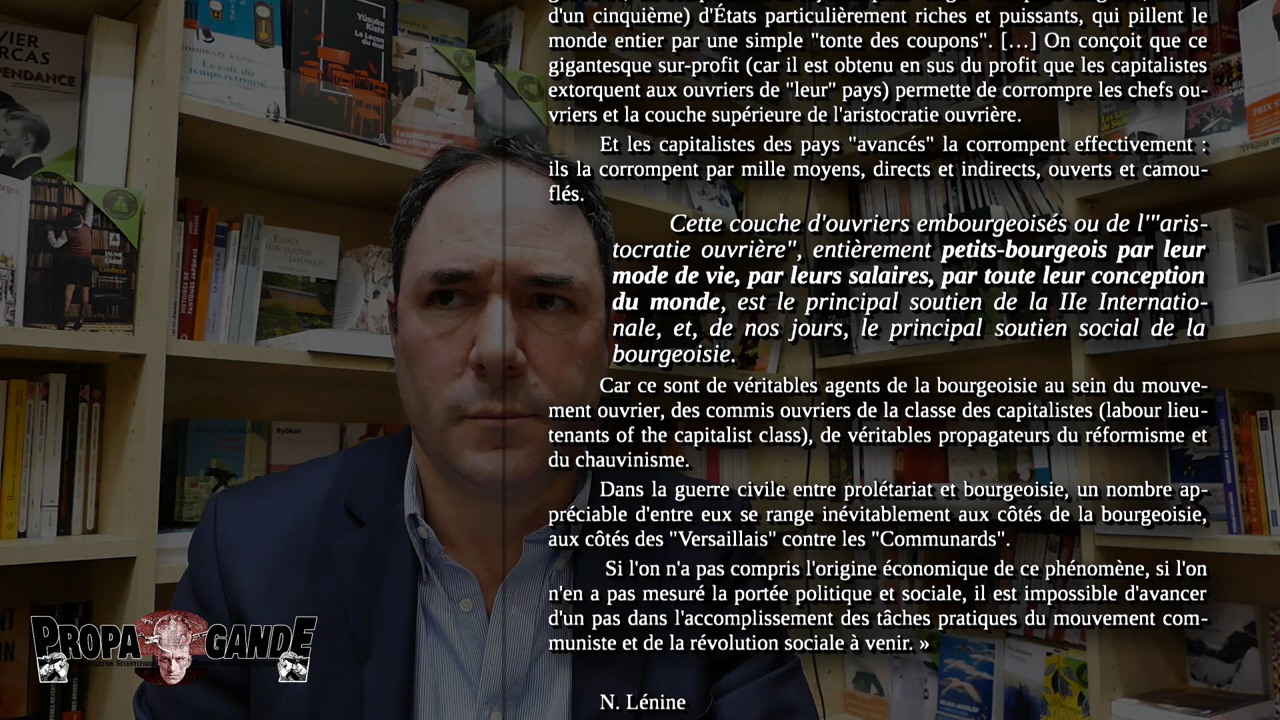 d'un cinquième) d'États particulièrement riches et puissants, qui pillent le
monde entier par une simple "tonte des coupons". […] On conçoit que ce
gigantesque sur-profit (car il est obtenu en sus du profit que les capitalistes
extorquent aux ouvriers de "leur" pays) permette de corrompre les chefs ou-
vriers et la couche supérieure de l'aristocratie ouvrière.
Et les capitalistes des pays "avancés" la corrompent effectivement :
ils la corrompent par mille moyens, directs et indirects, ouverts et camou-
flés.
Cette couche d'ouvriers embourgeoisés ou de l'"aris-
tocratie ouvrière", entièrement petits-bourgeois par leur
mode de vie, par leurs salaires, par toute leur conception
du monde, est le principal soutien de la IIe Internatio-
nale, et, de nos jours, le principal soutien social de la
bourgeoisie.
Car ce sont de véritables agents de la bourgeoisie au sein du mouve-
ment ouvrier, des commis ouvriers de la classe des capitalistes (labour lieu-
tenants of the capitalist class), de véritables propagateurs du réformisme et
du chauvinisme.
Dans la guerre civile entre prolétariat et bourgeoisie, un nombre ap-
préciable d'entre eux se range inévitablement aux côtés de la bourgeoisie,
aux côtés des "Versaillais" contre les "Communards".
Si l'on n'a pas compris l'origine économique de ce phénomène, si l'on
n'en a pas mesuré la portée politique et sociale, il est impossible d'avancer
d'un pas dans l'accomplissement des tâches pratiques du mouvement com-
muniste et de la révolution sociale à venir. »
N. Lénine
PROPAGANDE
Yûsuke
Kishi
La Leçon
du mal